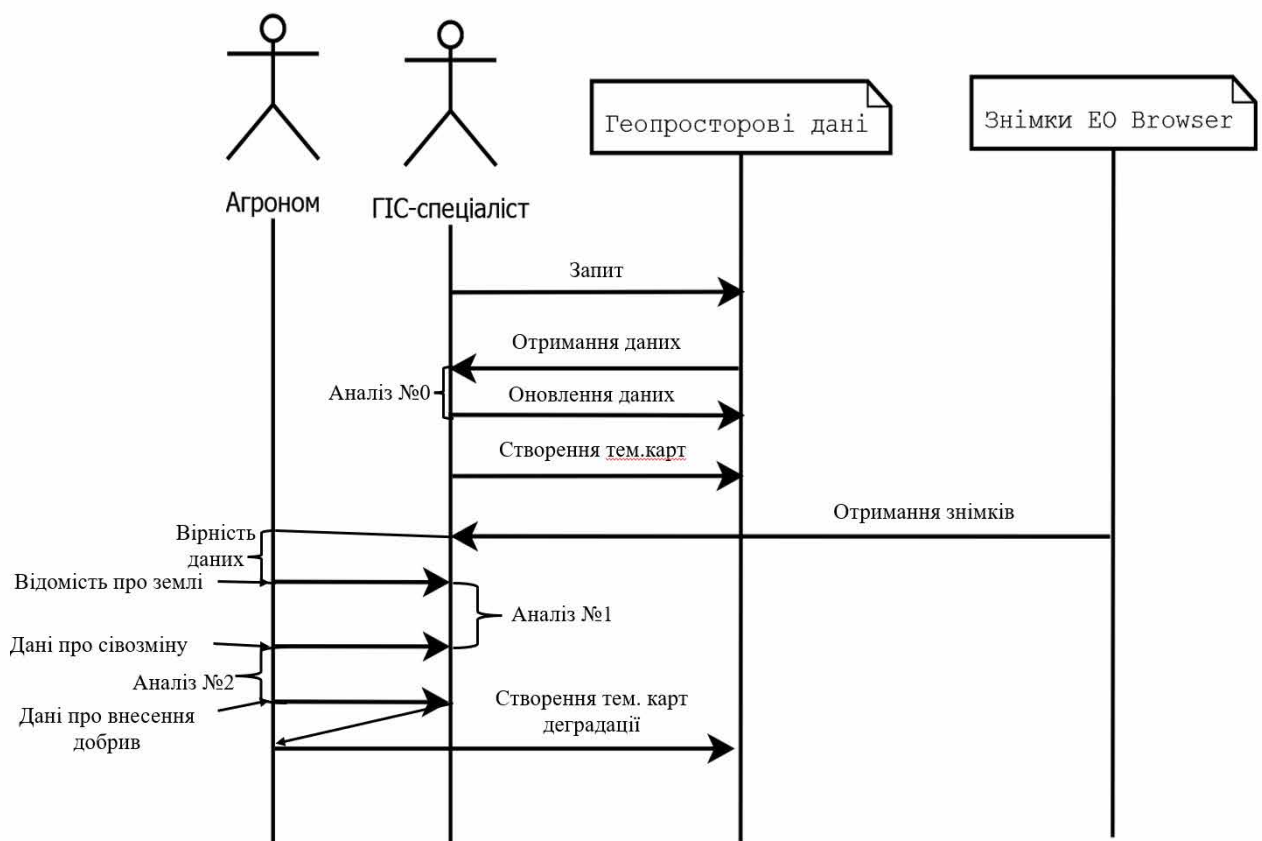 Геопросторові дані
Знімки EO Browser
Агроном
ГІС-спеціаліст
Запит
Отримання даних
Аналіз №0
Оновлення даних
Створення тем.карт
Отримання знімків
Вірність
даних
Відомість про землі
Аналіз №1
Дані про сівозміну
Аналіз №2
Створення тем. карт
деградації
Дані про внесення
добрив